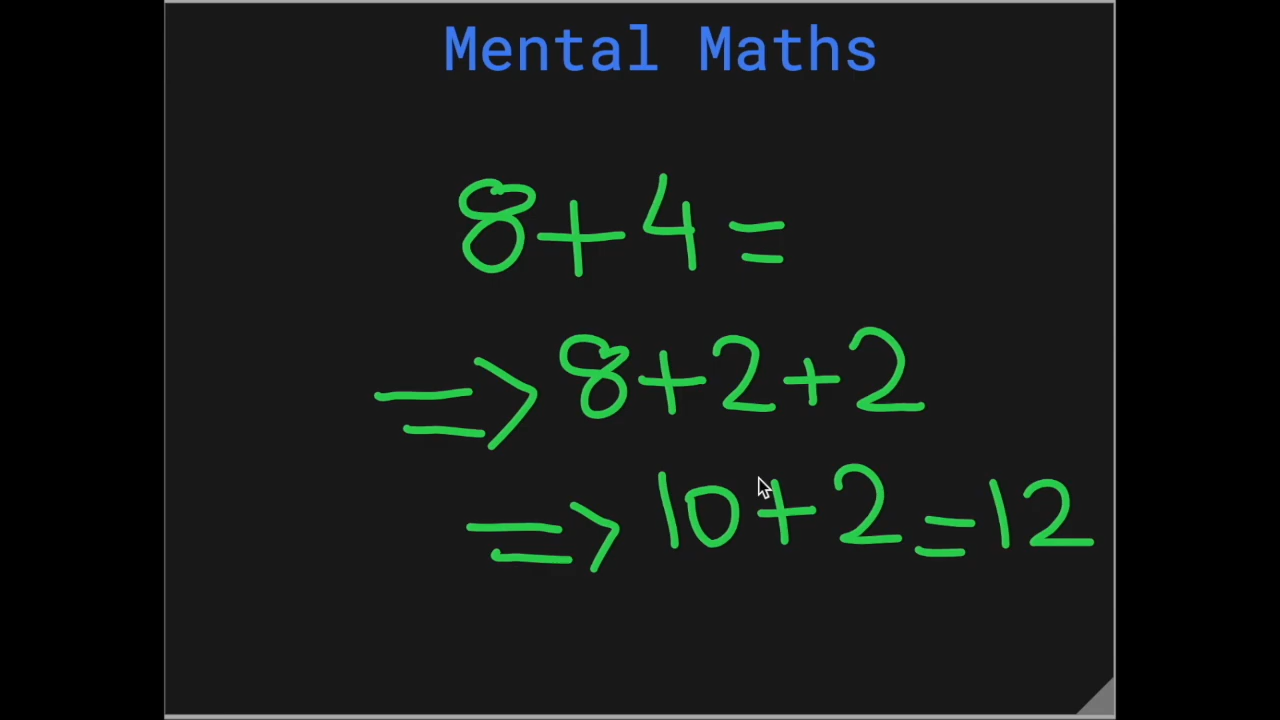 Mental Maths
8+4=
=> 8+2+2
=> 10+2=12